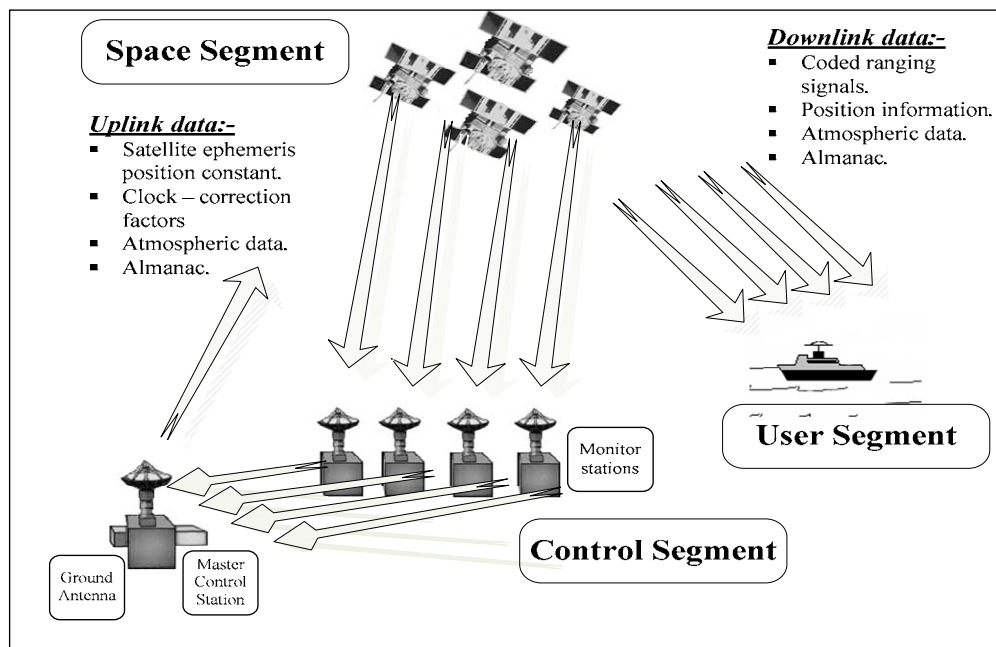 Space Segment
Uplink data:-
▪ Satellite ephemeris
position constant.
▪ Clock – correction
factors
▪ Atmospheric data.
▪ Almanac.
Downlink data:-
▪ Coded ranging
signals.
▪ Position information.
▪ Atmospheric data.
▪ Almanac.
User Segment
Monitor
stations
Control Segment
Ground
Antenna
Master
Control
Station